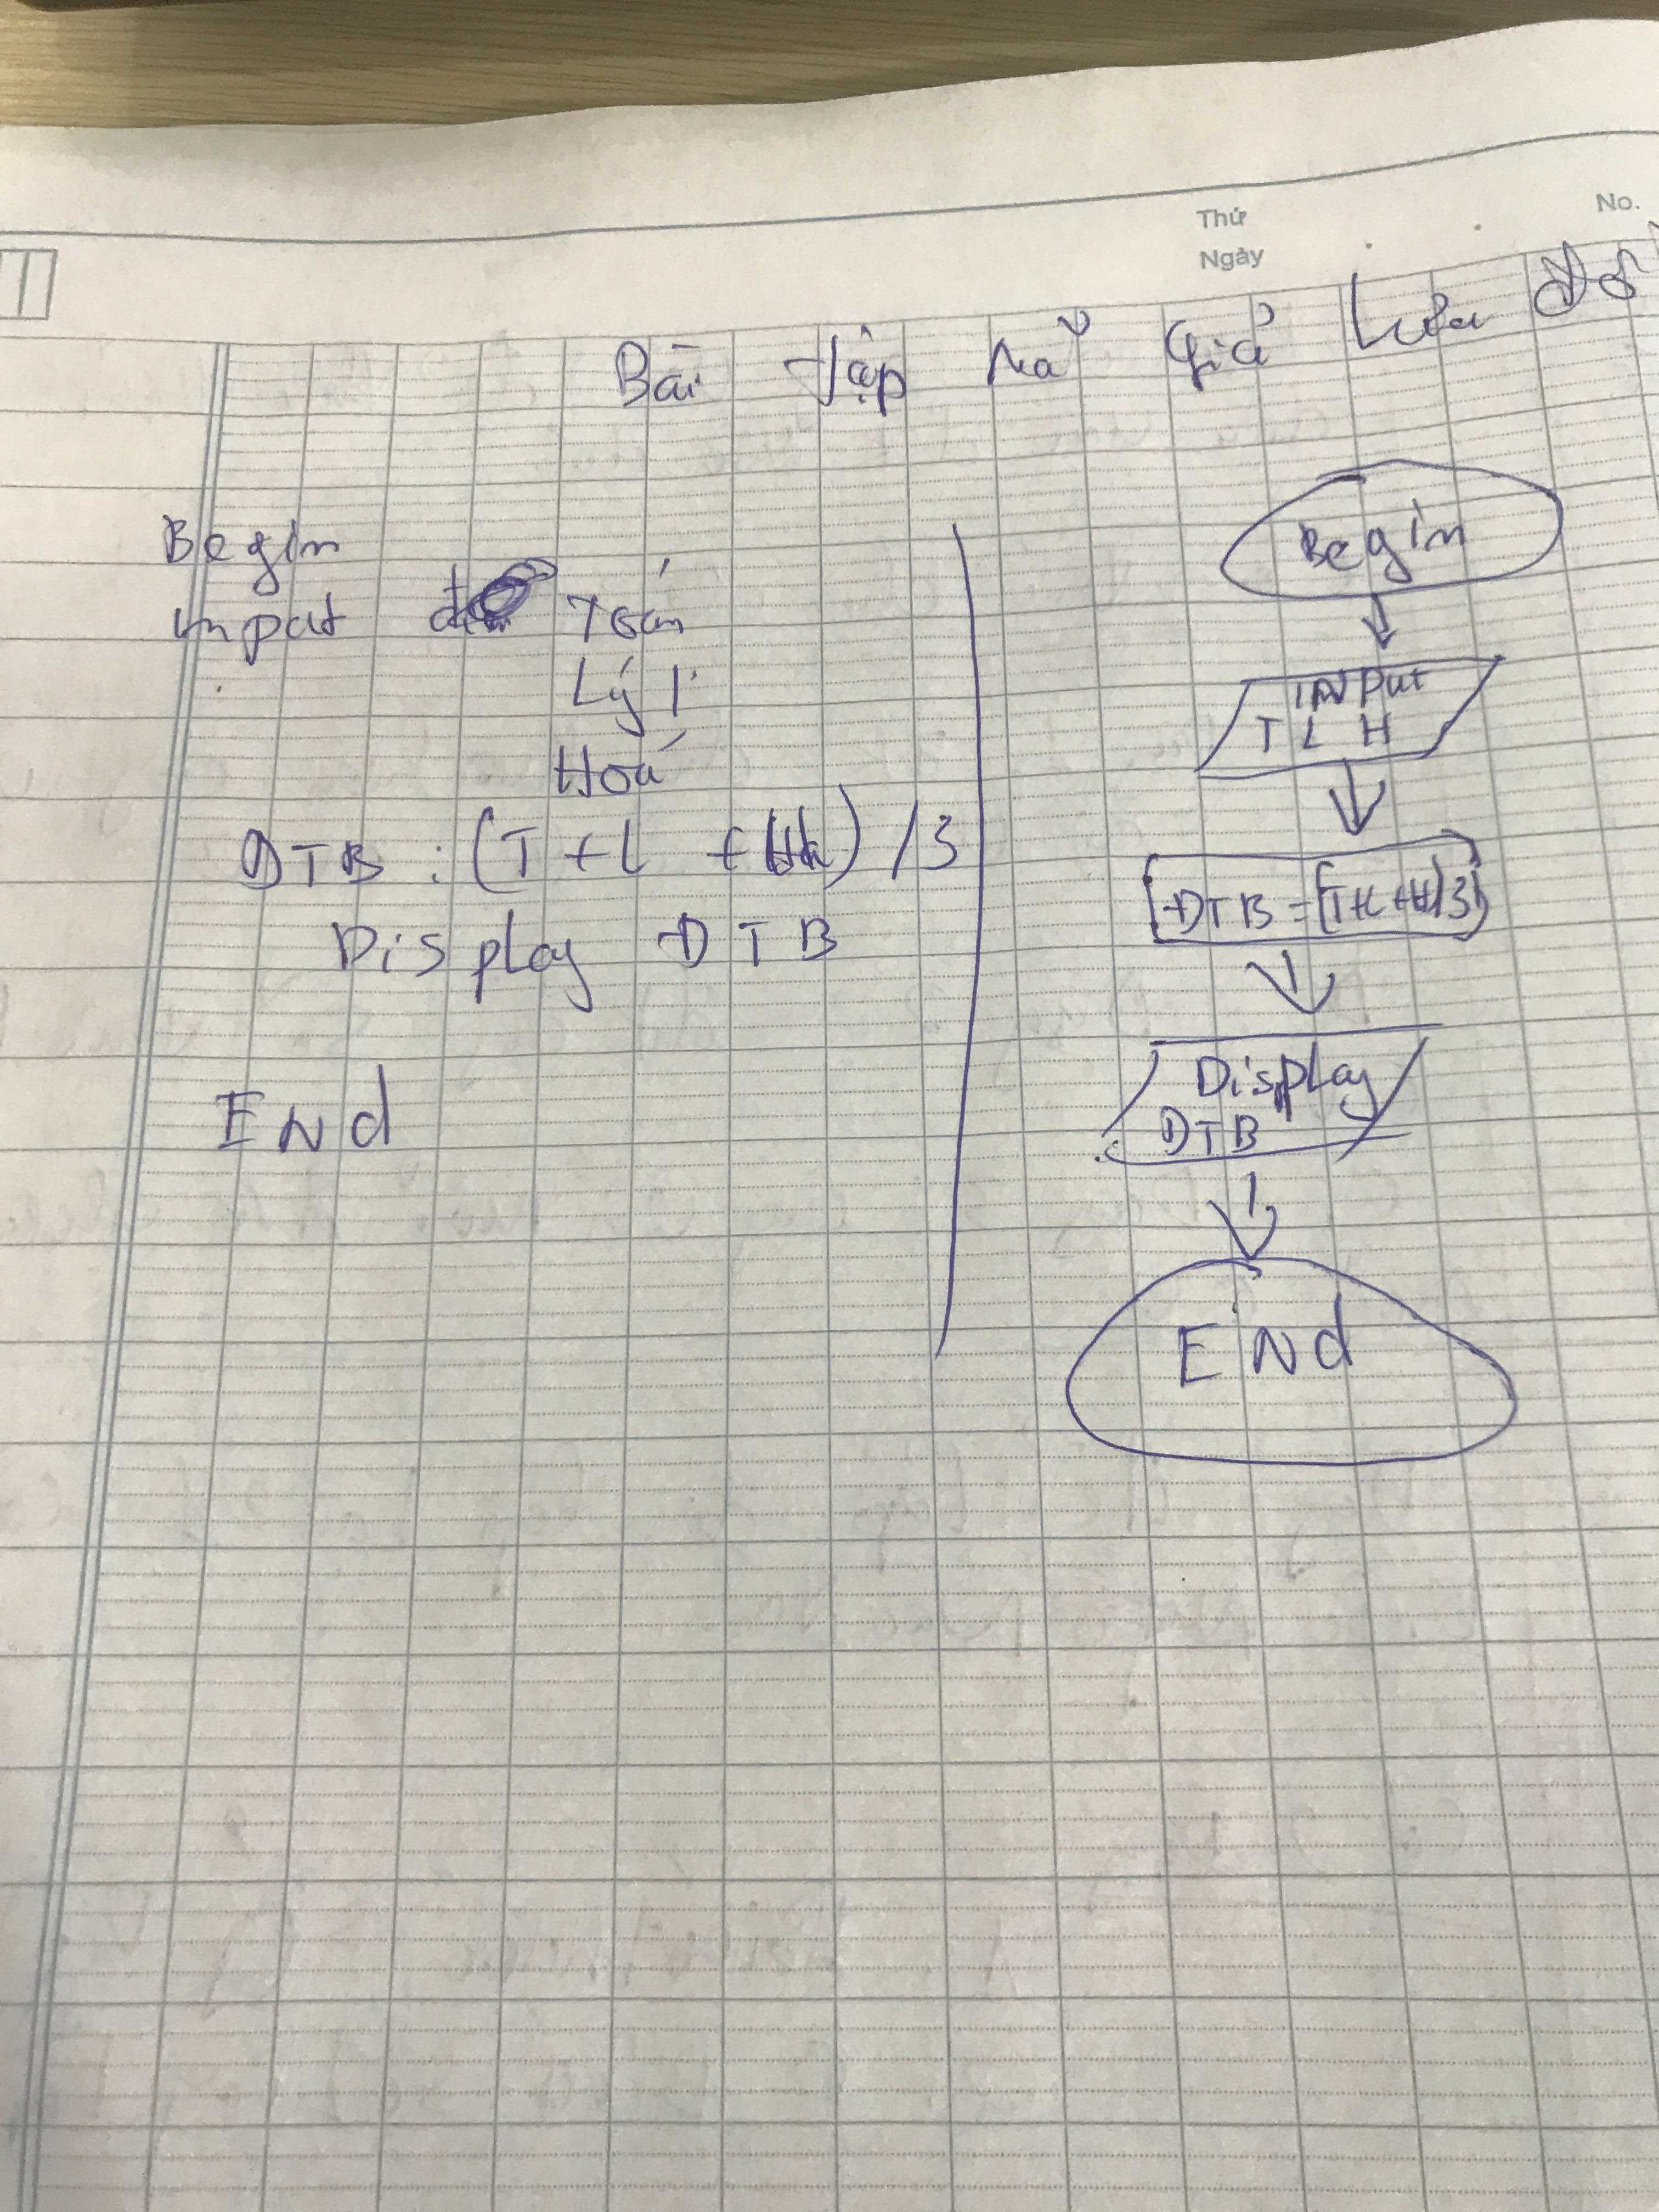 Thứ
No.
Ngày
Bài tập Mã Giả Lưu đồ
Begin
input Toán
Lý
Hoá
ĐTB : (T + L + H) / 3
Display ĐTB
End
Begin
INPut
T L H
ĐTB = (T+L+H)/3
Display
ĐTB
End